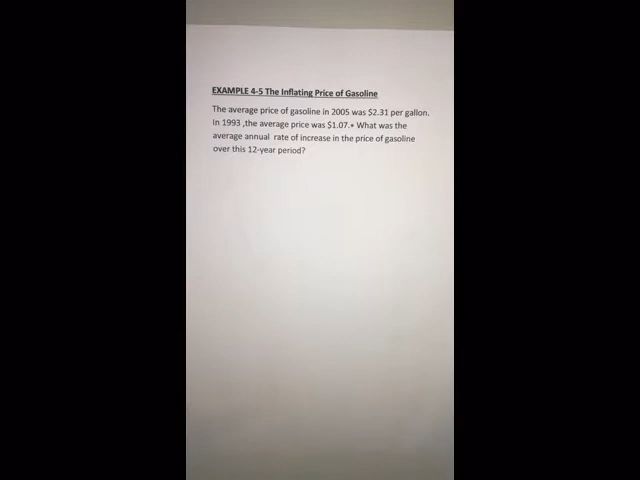 EXAMPLE 4-5 The Inflating Price of Gasoline
The average price of gasoline in 2005 was $2.31 per gallon.
In 1993 ,the average price was $1.07.* What was the
average annual rate of increase in the price of gasoline
over this 12-year period?